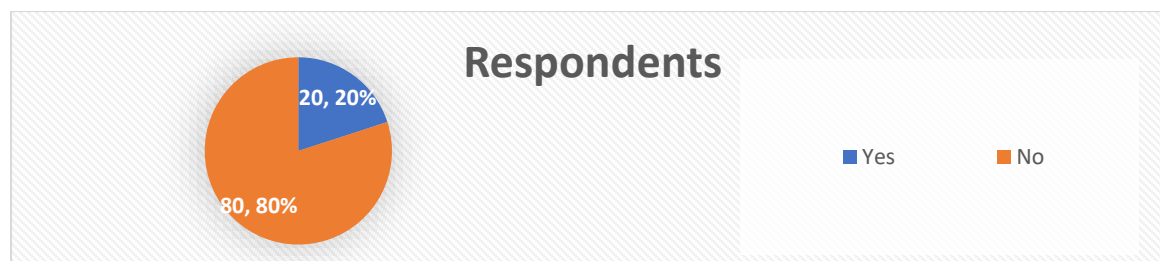 Respondents
20, 20%
80, 80%
Yes
No